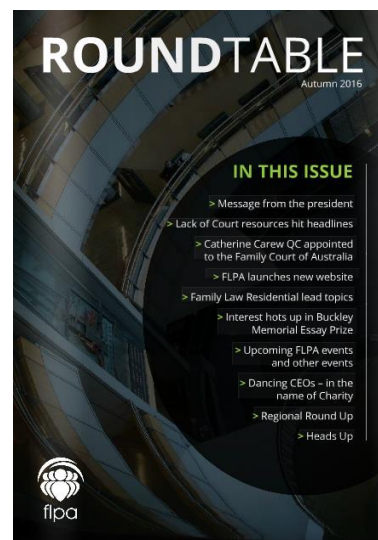 ROUNDTABLE
Autumn 2016
IN THIS ISSUE
> Message from the president
> Lack of Court resources hit headlines
> Catherine Carew QC appointed
to the Family Court of Australia
> FLPA launches new website
> Family Law Residential lead topics
> Interest hots up in Buckley
Memorial Essay Prize
> Upcoming FLPA events
and other events
> Dancing CEOs – in the
name of Charity
> Regional Round Up
> Heads Up
flpa